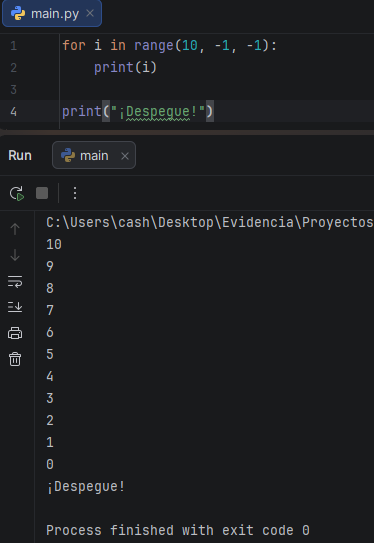 main.py
1 for i in range(10, -1, -1):
2     print(i)
3
4 print("¡Despegue!")
Run main
C:\Users\cash\Desktop\Evidencia\Proyectos
10
9
8
7
6
5
4
3
2
1
0
¡Despegue!
Process finished with exit code 0